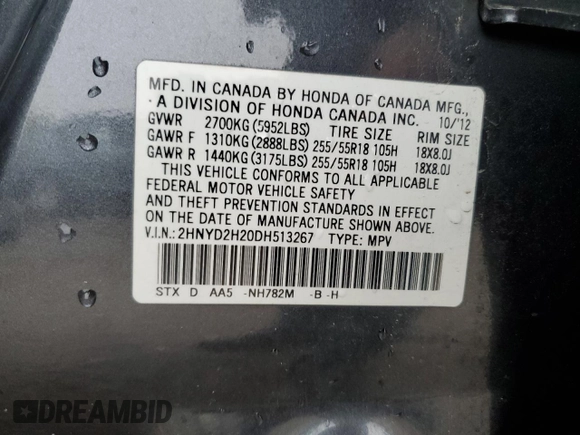 MFD. IN CANADA BY HONDA OF CANADA MFG.,
A DIVISION OF HONDA CANADA INC. 10/'12
GVWR 2700KG(5952LBS) TIRE SIZE RIM SIZE
GAWR F 1310KG(2888LBS) 255/55R18 105H 18X8.0J
GAWR R 1440KG(3175LBS) 255/55R18 105H 18X8.0J
THIS VEHICLE CONFORMS TO ALL APPLICABLE
FEDERAL MOTOR VEHICLE SAFETY
AND THEFT PREVENTION STANDARDS IN EFFECT
ON THE DATE OF MANUFACTURE SHOWN ABOVE.
V.I.N.: 2HNYD2H20DH513267 TYPE: MPV
STX D AA5 -NH782M -B -H
DREAMBID